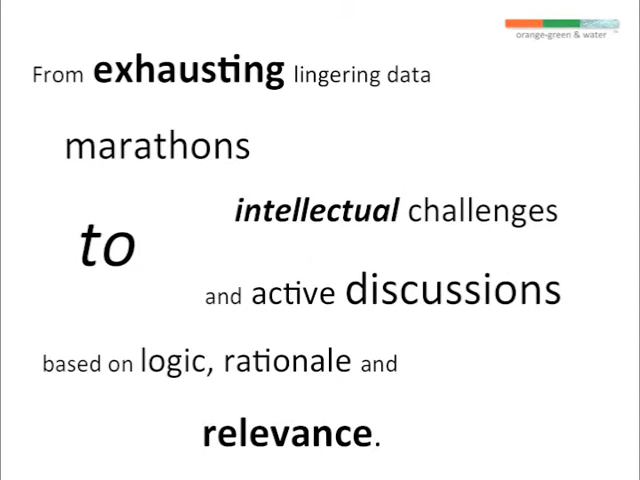 orange-green & water
From exhausting lingering data
marathons
intellectual challenges
to
and active discussions
based on logic, rationale and
relevance.